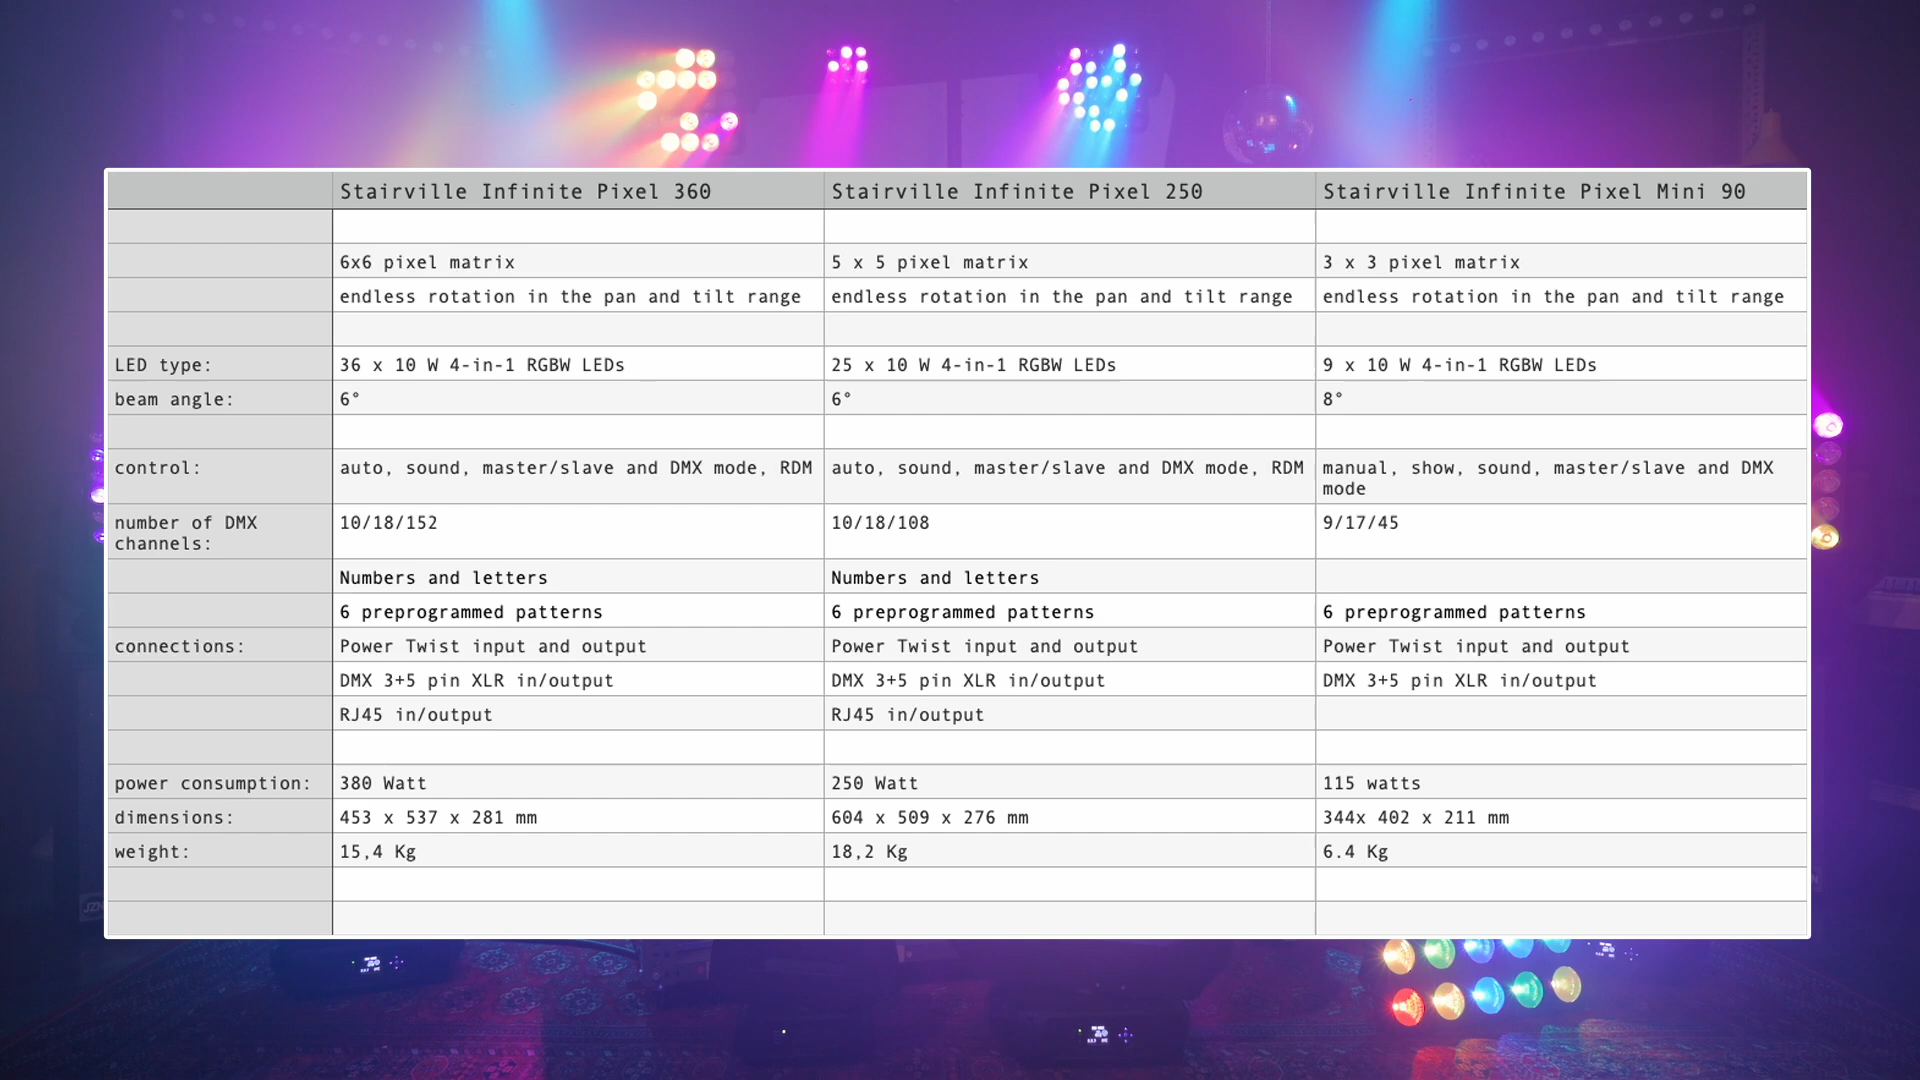 Stairville Infinite Pixel 360 Stairville Infinite Pixel 250 Stairville Infinite Pixel Mini 90
6x6 pixel matrix 5 x 5 pixel matrix 3 x 3 pixel matrix
endless rotation in the pan and tilt range endless rotation in the pan and tilt range endless rotation in the pan and tilt range
LED type: 36 x 10 W 4-in-1 RGBW LEDs 25 x 10 W 4-in-1 RGBW LEDs 9 x 10 W 4-in-1 RGBW LEDs
beam angle: 6° 6° 8°
control: auto, sound, master/slave and DMX mode, RDM auto, sound, master/slave and DMX mode, RDM manual, show, sound, master/slave and DMX
mode
number of DMX 10/18/152 10/18/108 9/17/45
channels:
Numbers and letters Numbers and letters
6 preprogrammed patterns 6 preprogrammed patterns 6 preprogrammed patterns
connections: Power Twist input and output Power Twist input and output Power Twist input and output
DMX 3+5 pin XLR in/output DMX 3+5 pin XLR in/output DMX 3+5 pin XLR in/output
RJ45 in/output RJ45 in/output
power consumption: 380 Watt 250 Watt 115 watts
dimensions: 453 x 537 x 281 mm 604 x 509 x 276 mm 344x 402 x 211 mm
weight: 15,4 Kg 18,2 Kg 6.4 Kg